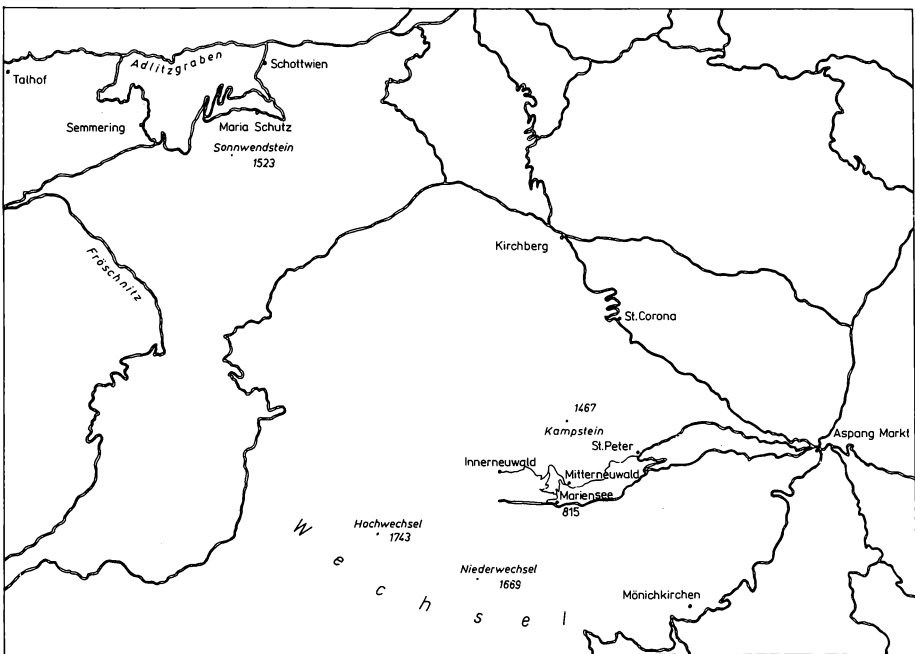 Talhof
Adlitzgraben
Schottwien
Semmering
Maria Schutz
Sonnwendstein
1523
Kirchberg
Fröschnitz
St.Corona
1467
Kampstein
Aspang Markt
St.Peter
Innerneuwald
Mitterneuwald
Mariensee
815
Hochwechsel
1743
Niederwechsel
1669
Wechsel
Mönichkirchen